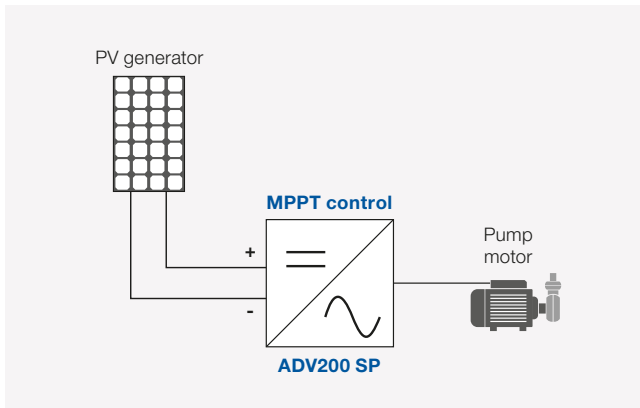 PV generator
MPPT control
+
-
Pump
motor
ADV200 SP